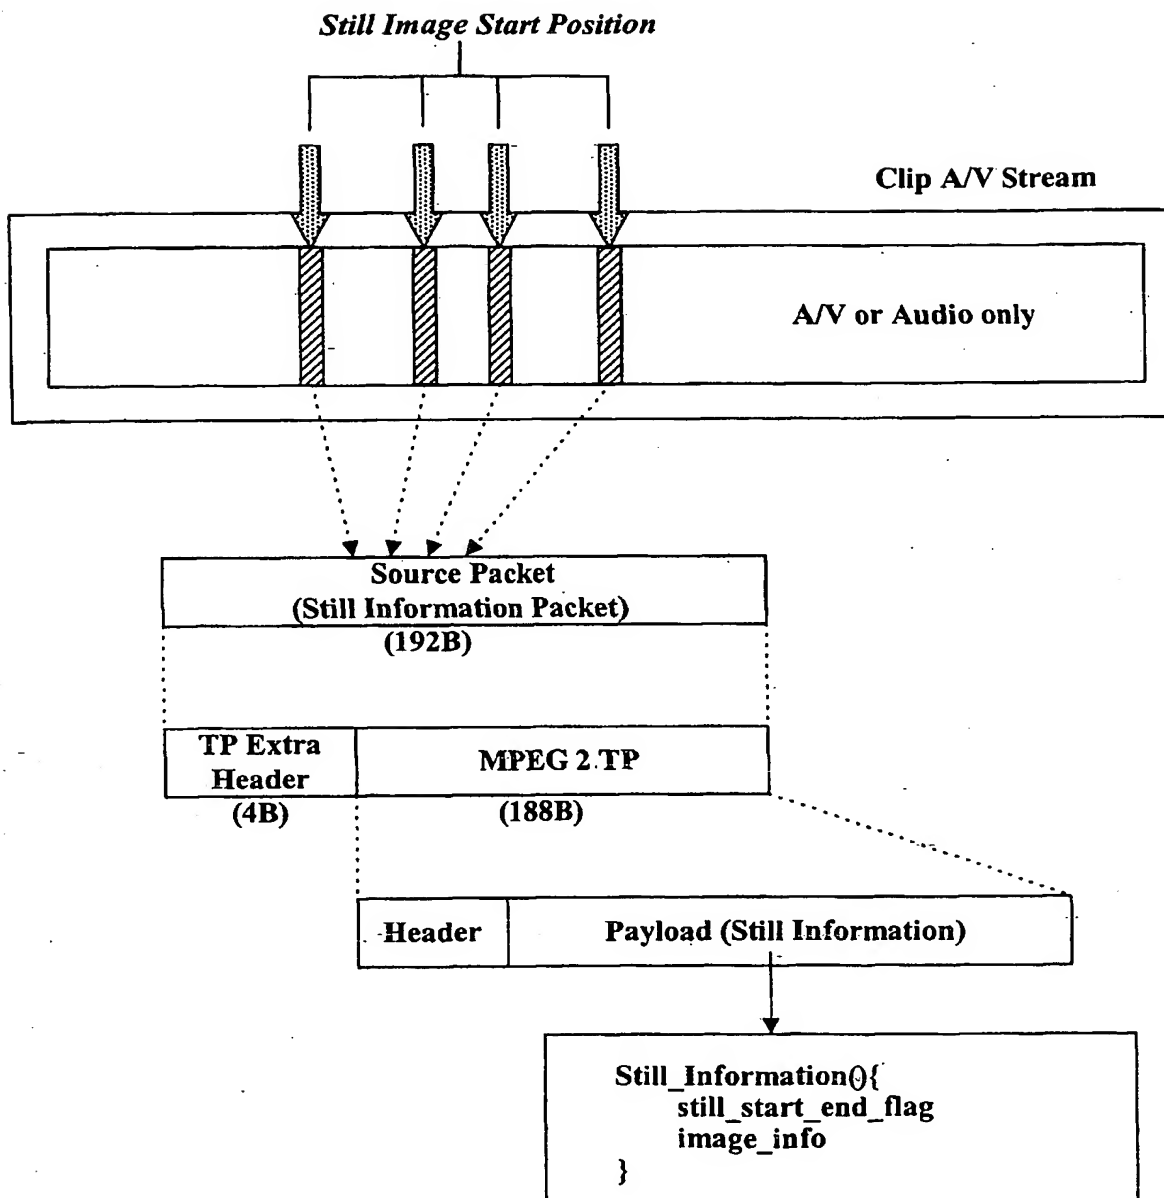 Still Image Start Position
Clip A/V Stream
A/V or Audio only
Source Packet
(Still Information Packet)
(192B)
TP Extra
Header
MPEG 2.TP
(4B)
(188B)
Header
Payload (Still Information)
Still_Information(){
still_start_end_flag
image_info
}